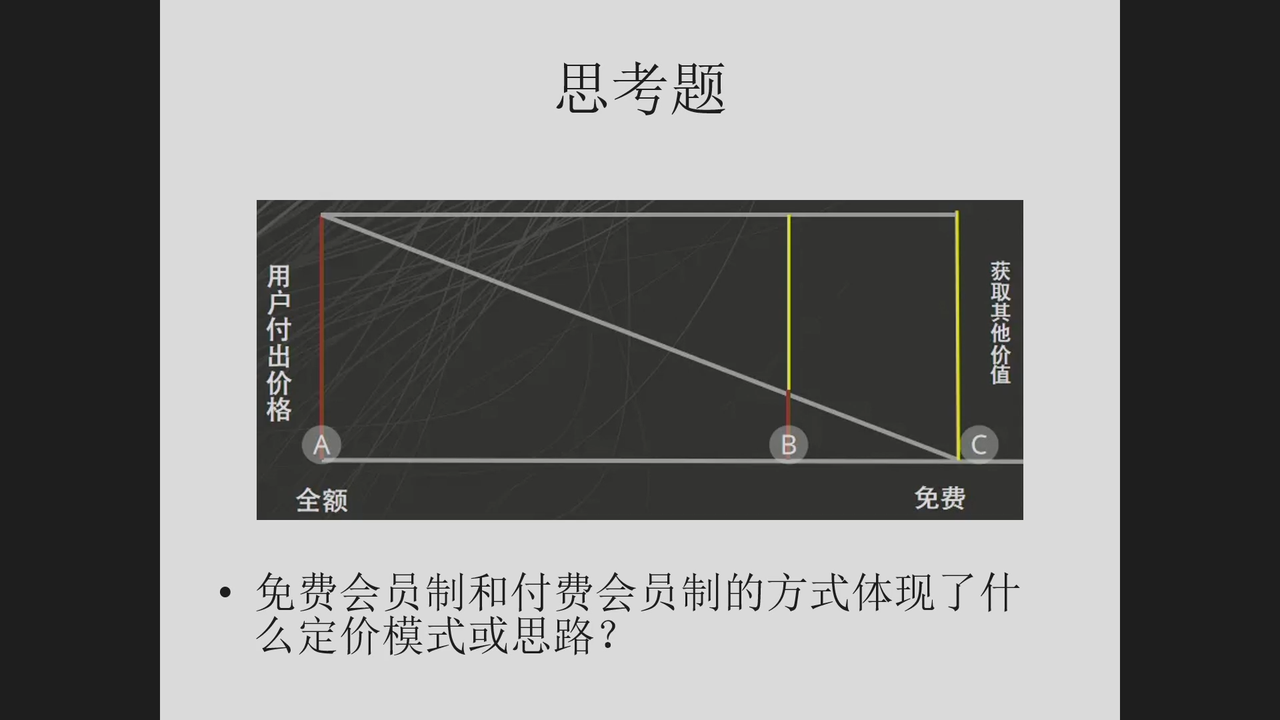 思考题
用户付出价格
获取其他价值
A
B
C
全额
免费
• 免费会员制和付费会员制的方式体现了什
么定价模式或思路？